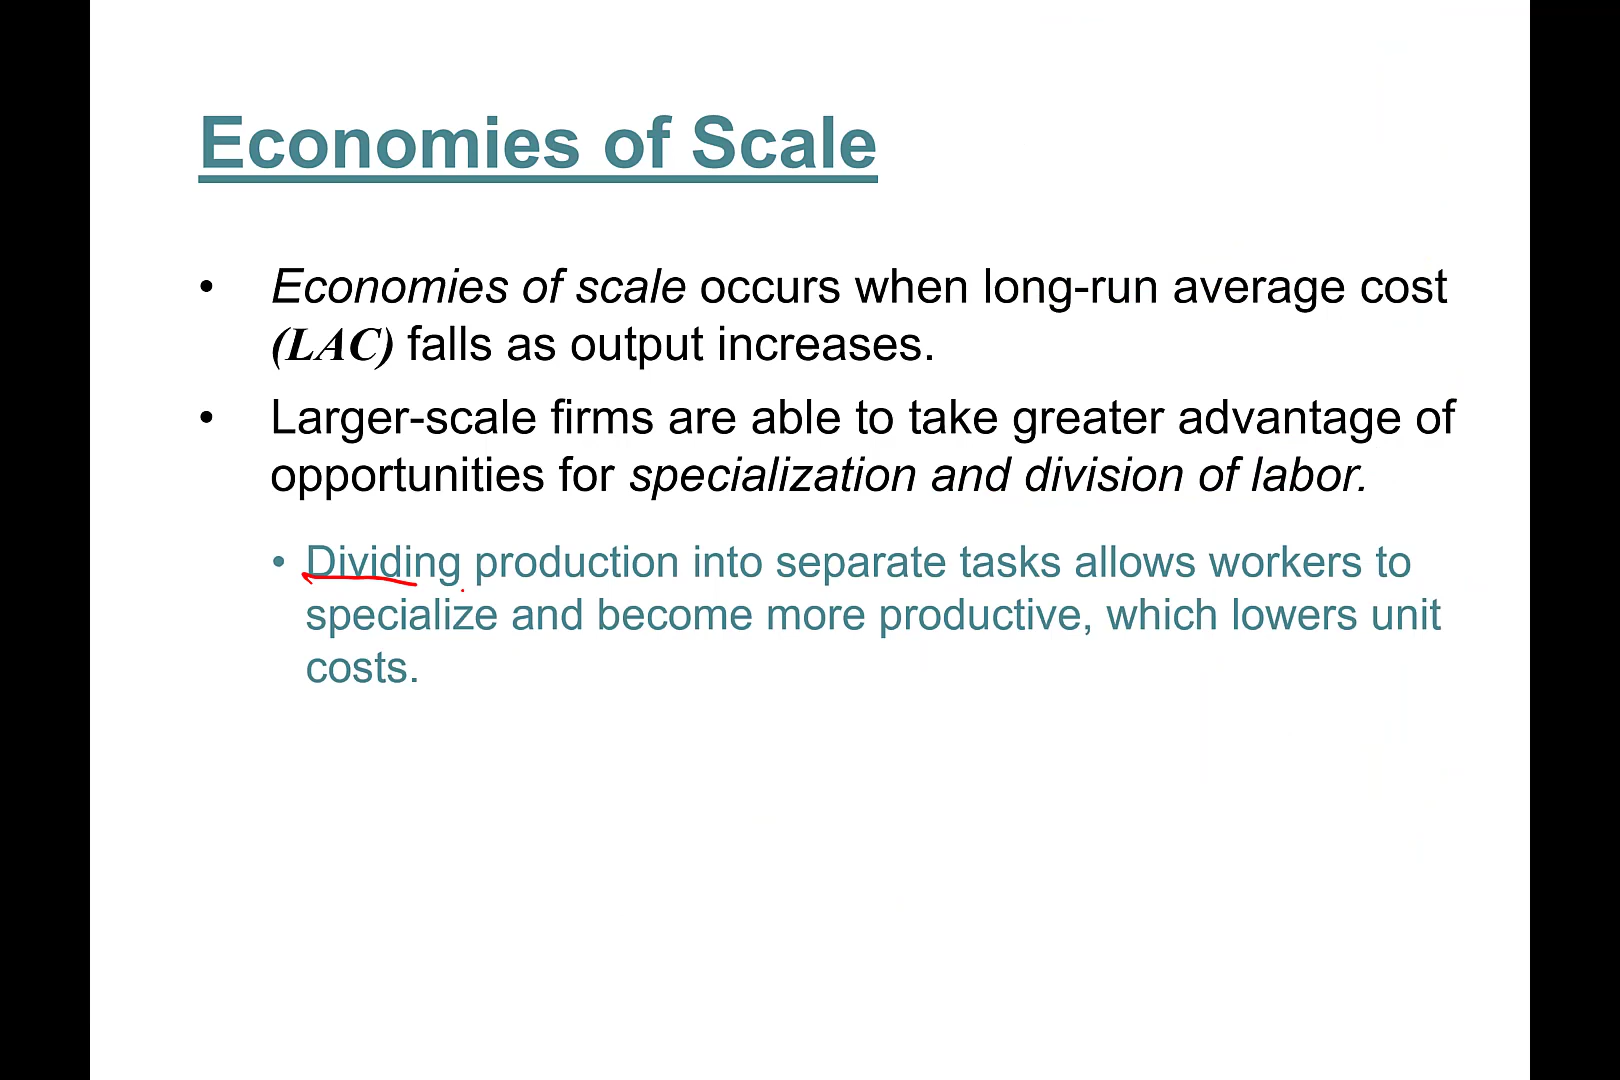 Economies of Scale
• Economies of scale occurs when long-run average cost
(LAC) falls as output increases.
• Larger-scale firms are able to take greater advantage of
opportunities for specialization and division of labor.
• Dividing production into separate tasks allows workers to
specialize and become more productive, which lowers unit
costs.